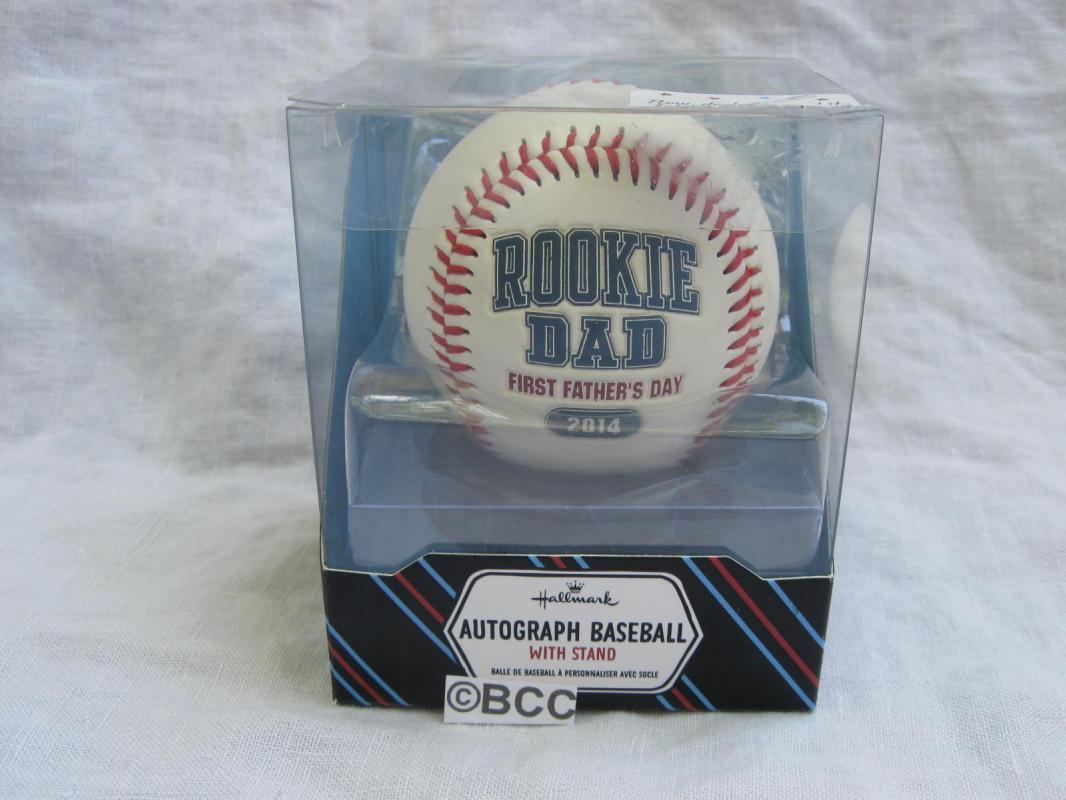 ROOKIE
DAD
FIRST FATHER'S DAY
2014
Hallmark
AUTOGRAPH BASEBALL
WITH STAND
BALLE DE BASEBALL À PERSONNALISER AVEC SOCLE
©BCC